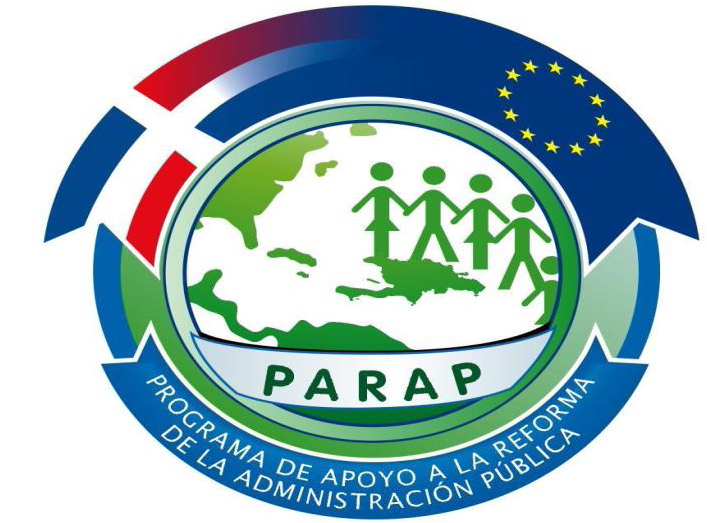 PARAP
PROGRAMA DE APOYO A LA REFORMA
DE LA ADMINISTRACIÓN PÚBLICA